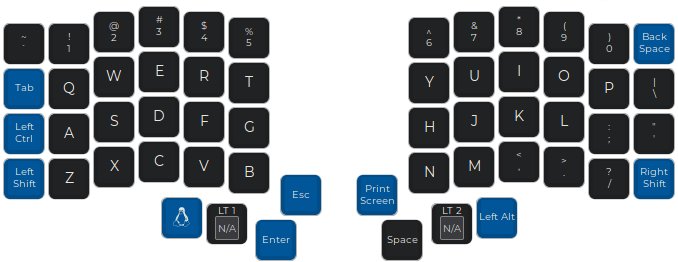 ~
`
!
1
@
2
#
3
$
4
%
5
^
6
&
7
*
8
(
9
)
0
Back
Space
Tab
Q
W
E
R
T
Y
U
I
O
P
|
\
Left
Ctrl
A
S
D
F
G
H
J
K
L
:
;
"
'
Left
Shift
Z
X
C
V
B
N
M
<
,
>
.
?
/
Right
Shift
Esc
Print
Screen
LT 1
N/A
Enter
Space
LT 2
N/A
Left Alt